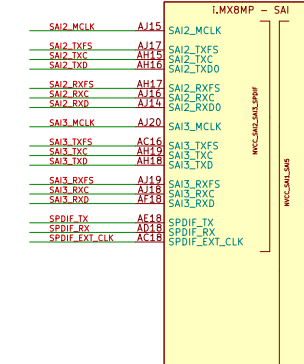 i.MX8MP - SAI
SAI2_MCLK AJ15 SAI2_MCLK
SAI2_TXFS AJ17 SAI2_TXFS
SAI2_TXC AH15 SAI2_TXC
SAI2_TXD AH16 SAI2_TXD0
SAI2_RXFS AH17 SAI2_RXFS
SAI2_RXC AJ16 SAI2_RXC
SAI2_RXD AJ14 SAI2_RXD0
SAI3_MCLK AJ20 SAI3_MCLK
SAI3_TXFS AC16 SAI3_TXFS
SAI3_TXC AH19 SAI3_TXC
SAI3_TXD AH18 SAI3_TXD
SAI3_RXFS AJ19 SAI3_RXFS
SAI3_RXC AJ18 SAI3_RXC
SAI3_RXD AF18 SAI3_RXD
SPDIF_TX AE18 SPDIF_TX
SPDIF_RX AD18 SPDIF_RX
SPDIF_EXT_CLK AC18 SPDIF_EXT_CLK
NVCC_SAI2_SAI3_SPDIF
NVCC_SAI1_SAI5